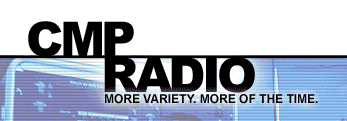 CMP
RADIO
MORE VARIETY. MORE OF THE TIME.